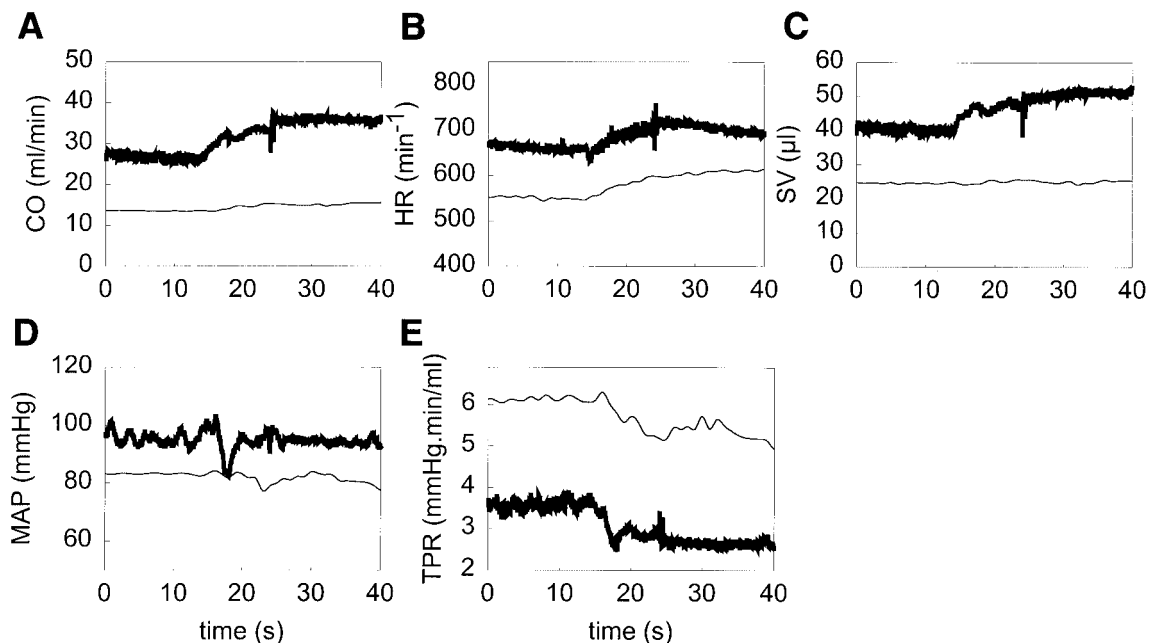 A
CO (ml/min)
50
40
30
20
10
0
0 10 20 30 40
B
HR (min⁻¹)
800
700
600
500
400
0 10 20 30 40
C
SV (µl)
60
50
40
30
20
10
0
0 10 20 30 40
D
MAP (mmHg)
120
100
80
60
0 10 20 30 40
time (s)
E
TPR (mmHg.min/ml)
6
5
4
3
2
0 10 20 30 40
time (s)